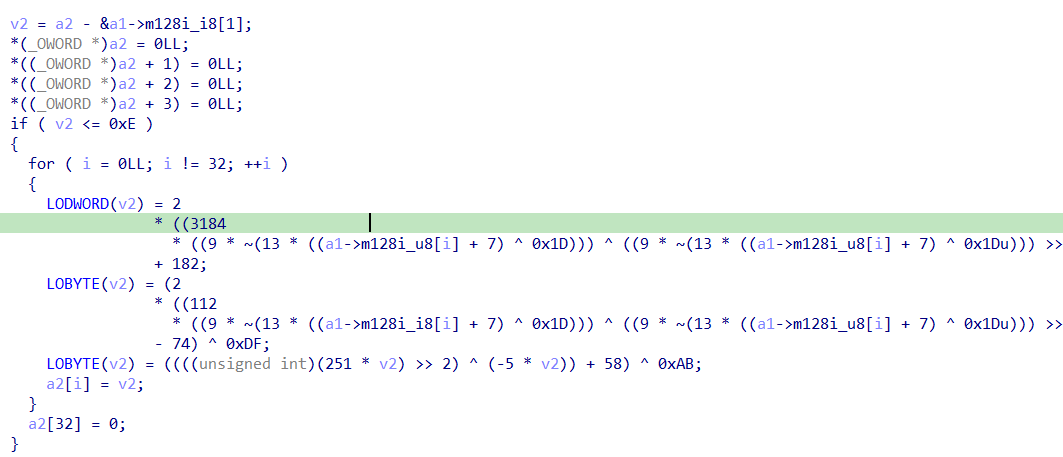 v2 = a2 - &a1->m128i_i8[1];
*(_OWORD *)a2 = 0LL;
*((_OWORD *)a2 + 1) = 0LL;
*((_OWORD *)a2 + 2) = 0LL;
*((_OWORD *)a2 + 3) = 0LL;
if ( v2 <= 0xE )
{
  for ( i = 0LL; i != 32; ++i )
  {
    LODWORD(v2) = 2
                * ((3184
                  * ((9 * ~(13 * ((a1->m128i_u8[i] + 7) ^ 0x1D))) ^ ((9 * ~(13 * ((a1->m128i_u8[i] + 7) ^ 0x1Du))) >>
                + 182;
    LOBYTE(v2) = (2
                * ((112
                  * ((9 * ~(13 * ((a1->m128i_i8[i] + 7) ^ 0x1D))) ^ ((9 * ~(13 * ((a1->m128i_u8[i] + 7) ^ 0x1Du))) >>
                - 74) ^ 0xDF;
    LOBYTE(v2) = ((((unsigned int)(251 * v2) >> 2) ^ (-5 * v2)) + 58) ^ 0xAB;
    a2[i] = v2;
  }
  a2[32] = 0;
}